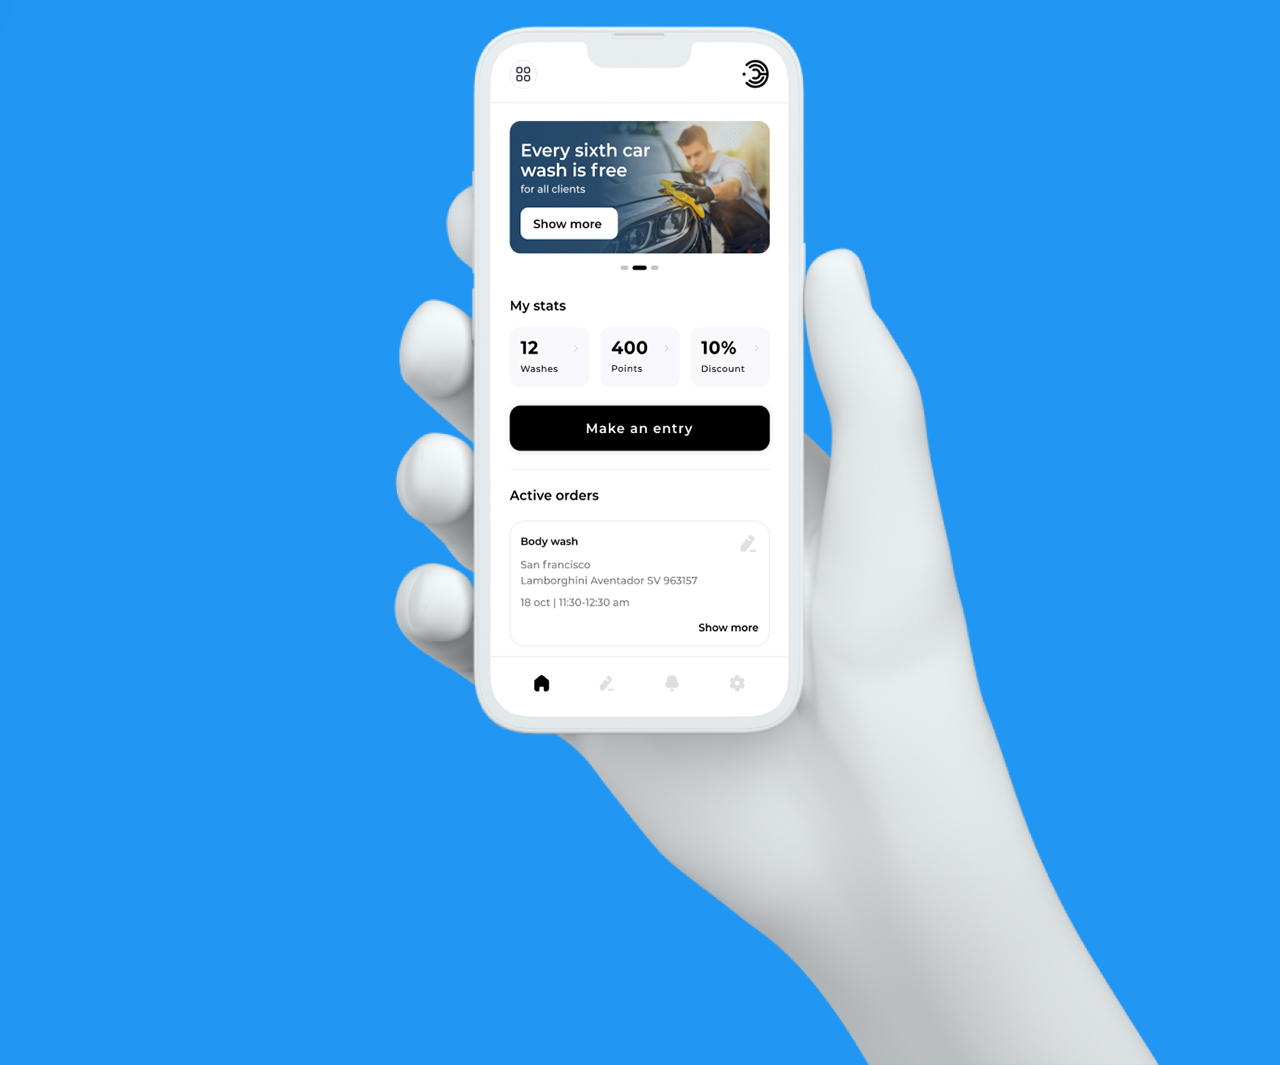 Every sixth car
wash is free
for all clients
Show more
My stats
12
Washes
400
Points
10%
Discount
Make an entry
Active orders
Body wash
San francisco
Lamborghini Aventador SV 963157
18 oct | 11:30-12:30 am
Show more